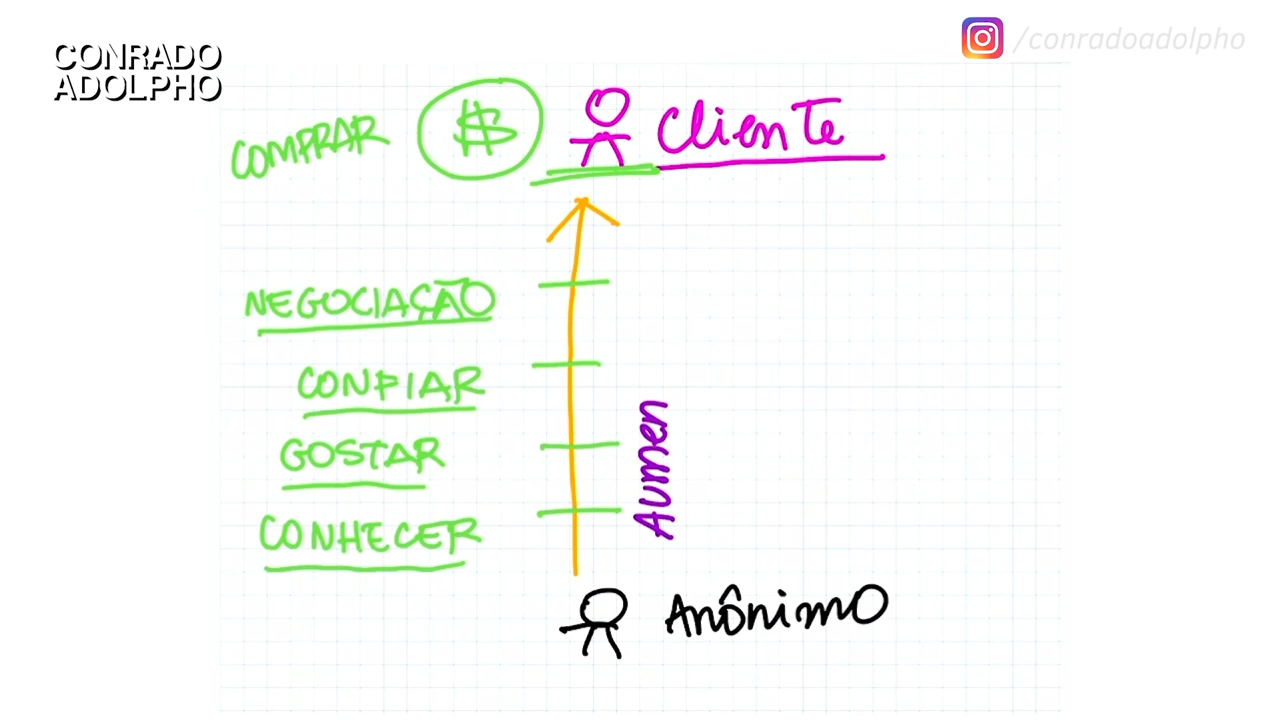 CONRADO
ADOLPHO
/conradoadolpho
COMPRAR
$
Cliente
NEGOCIAÇÃO
CONFIAR
GOSTAR
CONHECER
Aumen
Anônimo